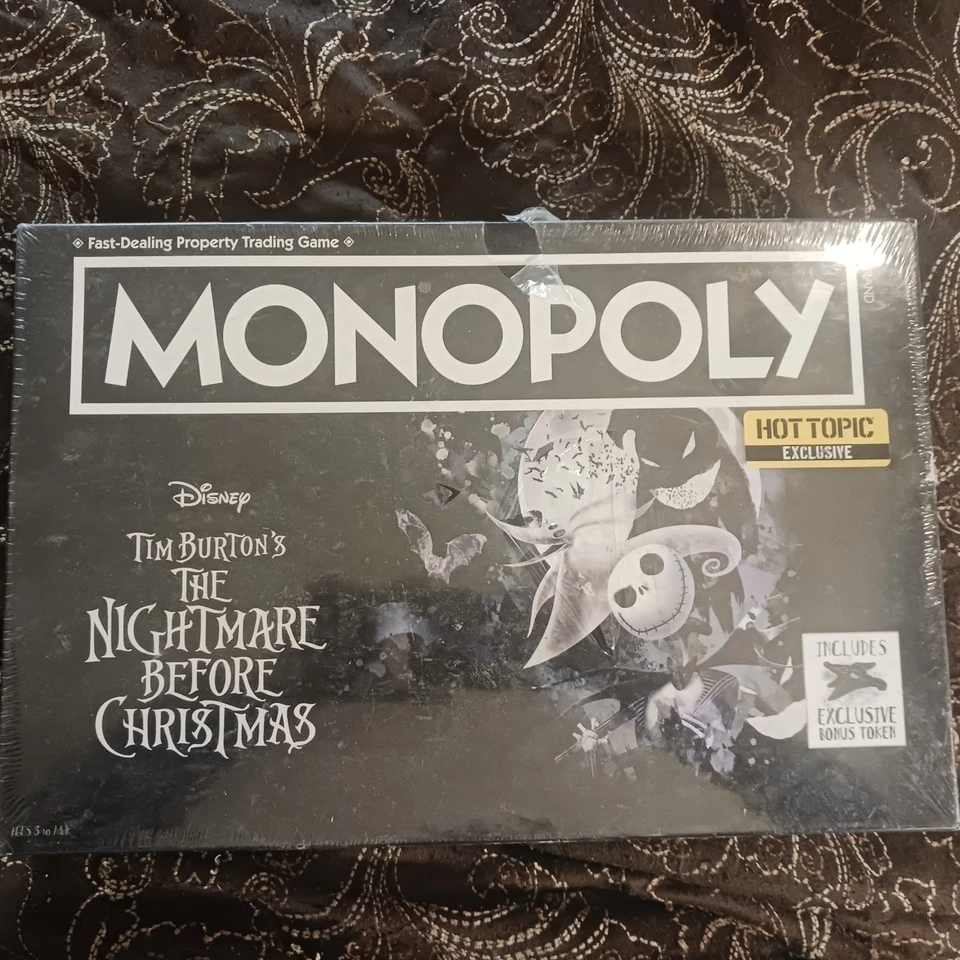 Fast-Dealing Property Trading Game
MONOPOLY
HOT TOPIC
EXCLUSIVE
Disney
TIM BURTON'S
THE
NIGHTMARE
BEFORE
CHRISTMAS
INCLUDES
EXCLUSIVE
BONUS TOKEN